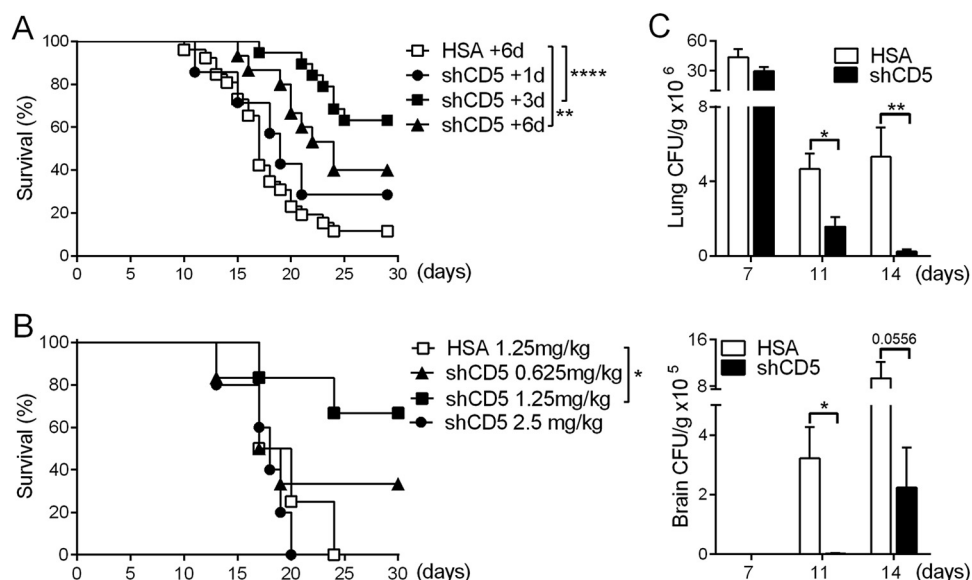 A
Survival (%)
100
80
60
40
20
0
0 5 10 15 20 25 30 (days)
HSA +6d
shCD5 +1d
shCD5 +3d
shCD5 +6d
****
**
B
Survival (%)
100
80
60
40
20
0
0 5 10 15 20 25 30 (days)
HSA 1.25mg/kg
shCD5 0.625mg/kg
shCD5 1.25mg/kg
shCD5 2.5 mg/kg
*
C
Lung CFU/g x10 6
60
30
8
4
0
HSA
shCD5
*
**
7 11 14 (days)
Brain CFU/g x10 5
16
8
4
2
0
HSA
shCD5
0.0556
*
7 11 14 (days)